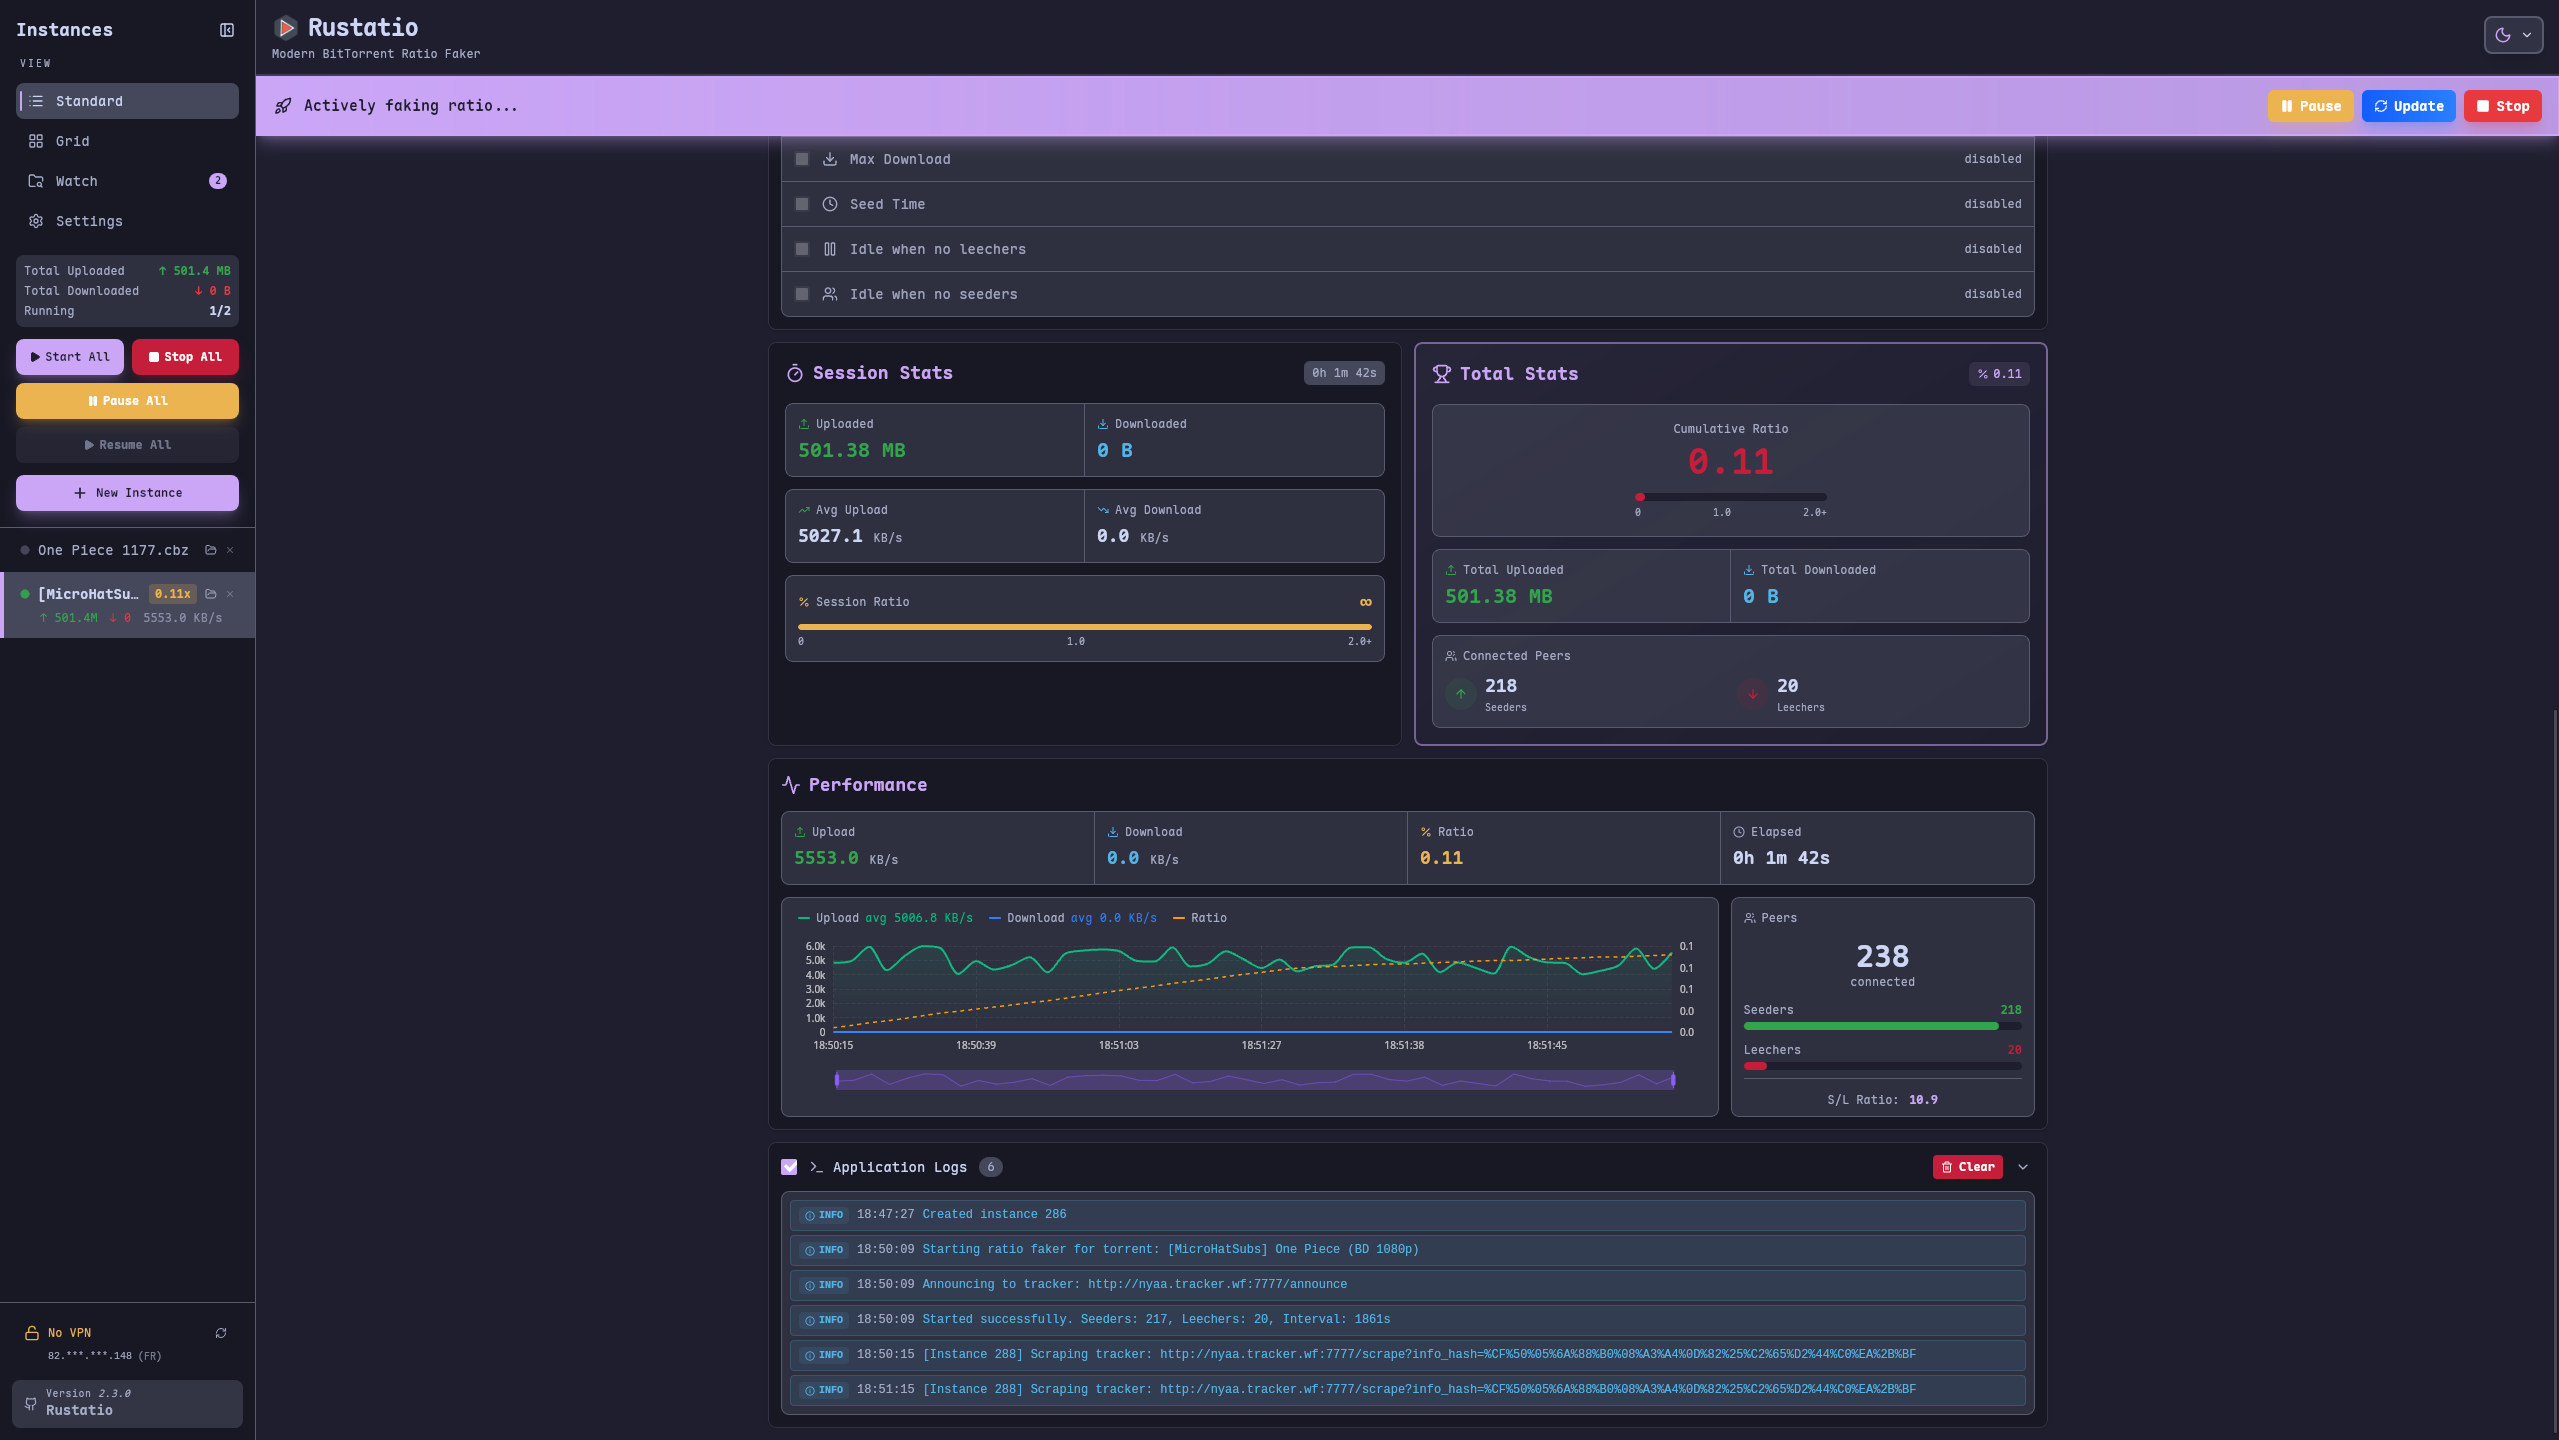 Instances
VIEW
Standard
Grid
Watch 2
Settings
Total Uploaded ↑ 501.4 MB
Total Downloaded ↓ 0 B
Running 1/2
Start All
Stop All
Pause All
Resume All
New Instance
One Piece 1177.cbz
[MicroHatSu… 0.11x
↑ 501.4M ↓ 0 5553.0 KB/s
No VPN
82.***.***.148 (FR)
Version 2.3.0
Rustatio
Rustatio
Modern BitTorrent Ratio Faker
Actively faking ratio...
Pause
Update
Stop
Max Download disabled
Seed Time disabled
Idle when no leechers disabled
Idle when no seeders disabled
Session Stats 0h 1m 42s
Uploaded
501.38 MB
Downloaded
0 B
Avg Upload
5027.1 KB/s
Avg Download
0.0 KB/s
% Session Ratio ∞
0 1.0 2.0+
Total Stats % 0.11
Cumulative Ratio
0.11
0 1.0 2.0+
Total Uploaded
501.38 MB
Total Downloaded
0 B
Connected Peers
218
Seeders
20
Leechers
Performance
Upload
5553.0 KB/s
Download
0.0 KB/s
% Ratio
0.11
Elapsed
0h 1m 42s
Upload avg 5006.8 KB/s Download avg 0.0 KB/s Ratio
6.0k
5.0k
4.0k
3.0k
2.0k
1.0k
0
0.1
0.1
0.1
0.0
0.0
18:50:15 18:50:39 18:51:03 18:51:27 18:51:38 18:51:45
Peers
238
connected
Seeders 218
Leechers 20
S/L Ratio: 10.9
Application Logs 6
Clear
INFO 18:47:27 Created instance 286
INFO 18:50:09 Starting ratio faker for torrent: [MicroHatSubs] One Piece (BD 1080p)
INFO 18:50:09 Announcing to tracker: http://nyaa.tracker.wf:7777/announce
INFO 18:50:09 Started successfully. Seeders: 217, Leechers: 20, Interval: 1861s
INFO 18:50:15 [Instance 288] Scraping tracker: http://nyaa.tracker.wf:7777/scrape?info_hash=%CF%50%05%6A%88%B0%08%A3%A4%0D%82%25%C2%65%D2%44%C0%EA%2B%BF
INFO 18:51:15 [Instance 288] Scraping tracker: http://nyaa.tracker.wf:7777/scrape?info_hash=%CF%50%05%6A%88%B0%08%A3%A4%0D%82%25%C2%65%D2%44%C0%EA%2B%BF